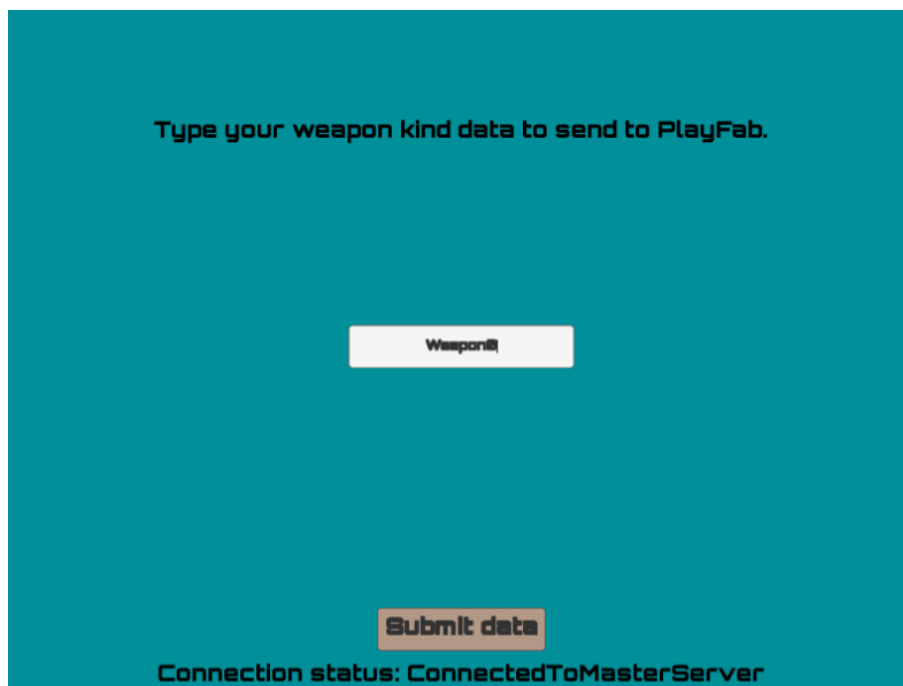 Type your weapon kind data to send to PlayFab.
Weapon0
Submit data
Connection status: ConnectedToMasterServer